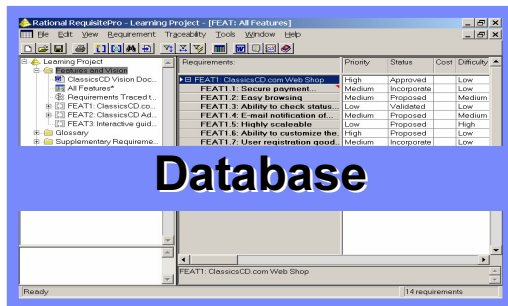 Rational RequisitePro - Learning Project - [FEAT: All Features]
File Edit View Requirement Traceability Tools Window Help
Learning Project
Features and Vision
ClassicsCD Vision Doc...
All Features*
Requirements Traced t...
FEAT1: ClassicsCD.co...
FEAT2: ClassicsCD Ad...
FEAT3: Interactive guid...
Glossary
Supplementary Requireme...
Requirements: Priority Status Cost Difficulty
FEAT1: ClassicsCD.com Web Shop High Approved Low
FEAT1.1: Secure payment... Medium Incorporate Low
FEAT1.2: Easy browsing Medium Proposed Medium
FEAT1.3: Ability to check status... Low Validated Low
FEAT1.4: E-mail notification of... Medium Proposed Medium
FEAT1.5: Highly scaleable Low Proposed High
FEAT1.6: Ability to customize the. High Proposed Low
FEAT1.7: User registration good.. Medium Incorporate Low
Database
FEAT1: ClassicsCD.com Web Shop
Ready 14 requirements